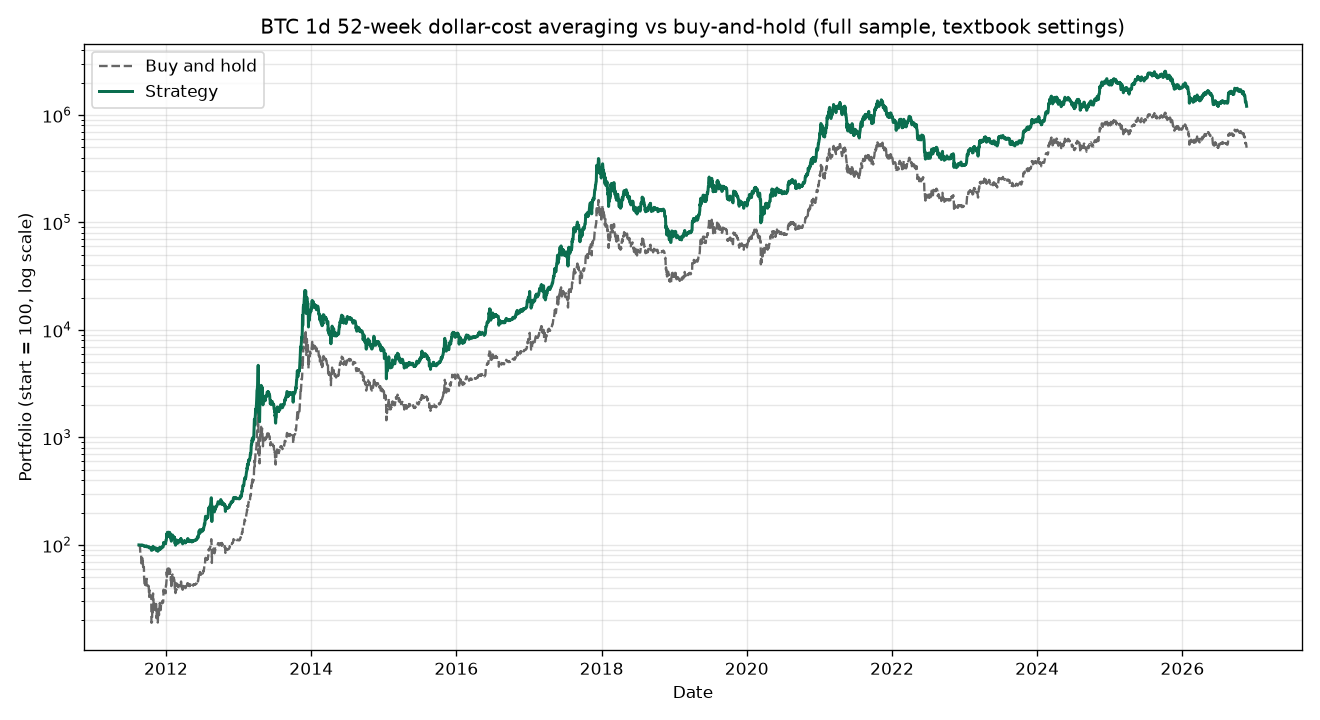 BTC 1d 52-week dollar-cost averaging vs buy-and-hold (full sample, textbook settings)
Buy and hold
Strategy
Portfolio (start = 100, log scale)
10^6
10^5
10^4
10^3
10^2
2012 2014 2016 2018 2020 2022 2024 2026
Date